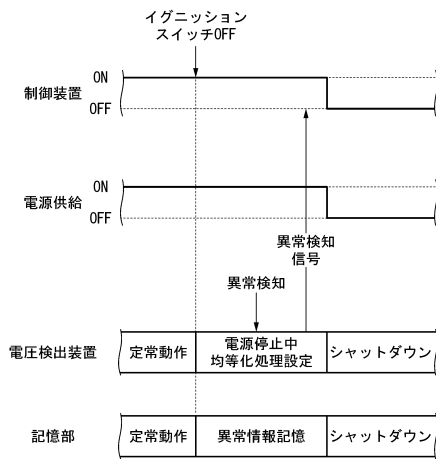 イグニッション
スイッチOFF
制御装置
ON
OFF
電源供給
ON
OFF
異常検知
信号
異常検知
電圧検出装置
定常動作
電源停止中
均等化処理設定
シャットダウン
記憶部
定常動作
異常情報記憶
シャットダウン